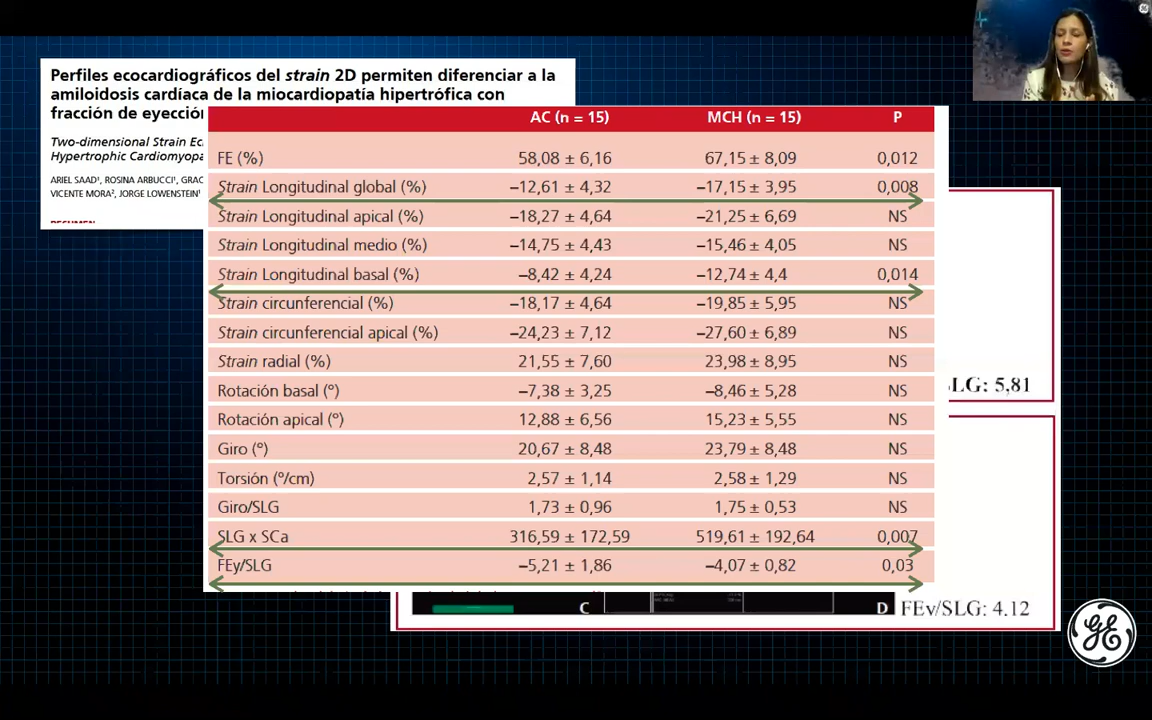 Perfiles ecocardiográficos del strain 2D permiten diferenciar a la
amiloidosis cardíaca de la miocardiopatía hipertrófica con
fracción de eyecció
Two-dimensional Strain Ec
Hypertrophic Cardiomyopa
ARIEL SAAD¹, ROSINA ARBUCCI¹, GRAC
VICENTE MORA², JORGE LOWENSTEIN¹
RESUMEN
AC (n = 15) MCH (n = 15) P
FE (%) 58,08 ± 6,16 67,15 ± 8,09 0,012
Strain Longitudinal global (%) –12,61 ± 4,32 –17,15 ± 3,95 0,008
Strain Longitudinal apical (%) –18,27 ± 4,64 –21,25 ± 6,69 NS
Strain Longitudinal medio (%) –14,75 ± 4,43 –15,46 ± 4,05 NS
Strain Longitudinal basal (%) –8,42 ± 4,24 –12,74 ± 4,4 0,014
Strain circunferencial (%) –18,17 ± 4,64 –19,85 ± 5,95 NS
Strain circunferencial apical (%) –24,23 ± 7,12 –27,60 ± 6,89 NS
Strain radial (%) 21,55 ± 7,60 23,98 ± 8,95 NS
Rotación basal (º) –7,38 ± 3,25 –8,46 ± 5,28 NS
Rotación apical (º) 12,88 ± 6,56 15,23 ± 5,55 NS
Giro (º) 20,67 ± 8,48 23,79 ± 8,48 NS
Torsión (º/cm) 2,57 ± 1,14 2,58 ± 1,29 NS
Giro/SLG 1,73 ± 0,96 1,75 ± 0,53 NS
SLG x SCa 316,59 ± 172,59 519,61 ± 192,64 0,007
FEy/SLG –5,21 ± 1,86 –4,07 ± 0,82 0,03
SLG: 5,81
C D FEy/SLG: 4.12
GE